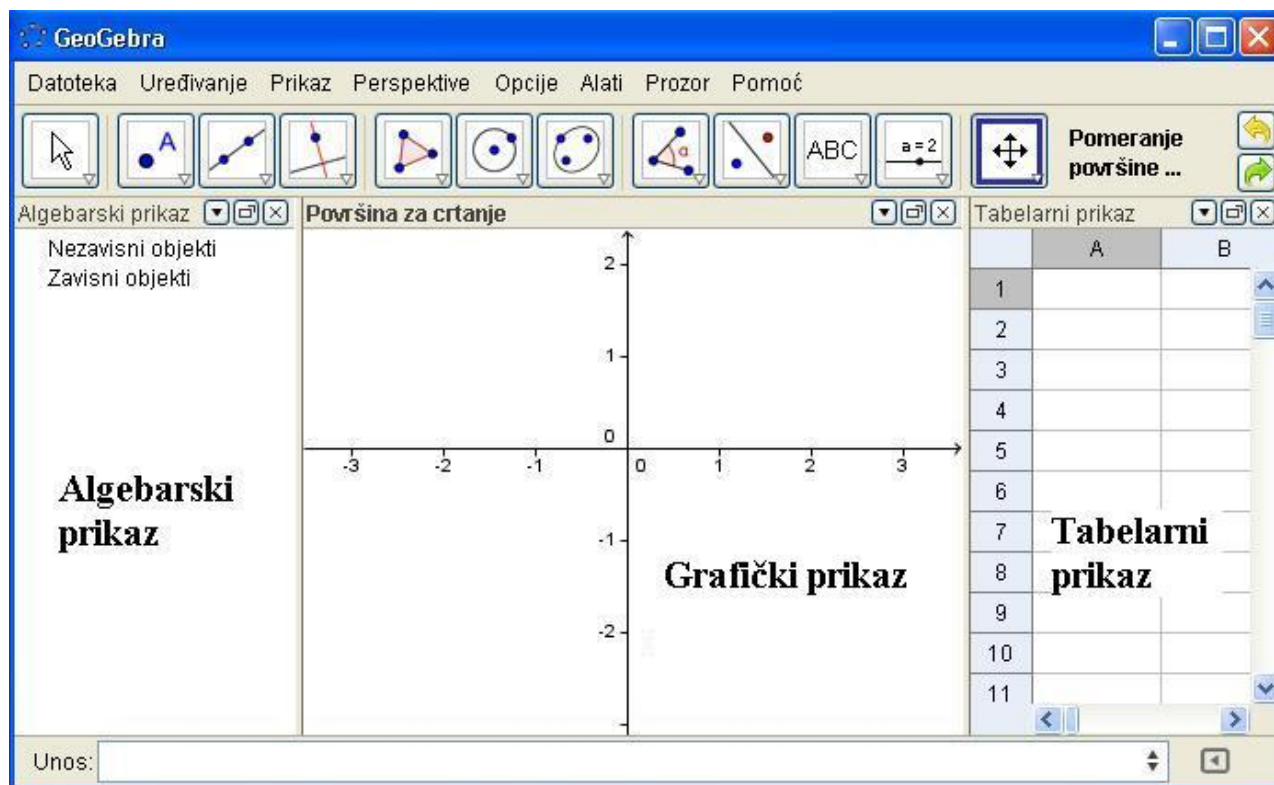 GeoGebra
Datoteka Uređivanje Prikaz Perspektive Opcije Alati Prozor Pomoć
A α ABC a = 2 Pomeranje
površine ...
Algebarski prikaz Površina za crtanje Tabelarni prikaz
Nezavisni objekti
Zavisni objekti
A B
1
2
3
4
5
6
7
8
9
10
11
2
1
0
-3 -2 -1 0 1 2 3
-1
-2
Algebarski
prikaz
Grafički prikaz
Tabelarni
prikaz
Unos: